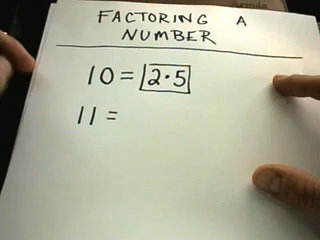 FACTORING A
NUMBER
10 = 2·5
11 =